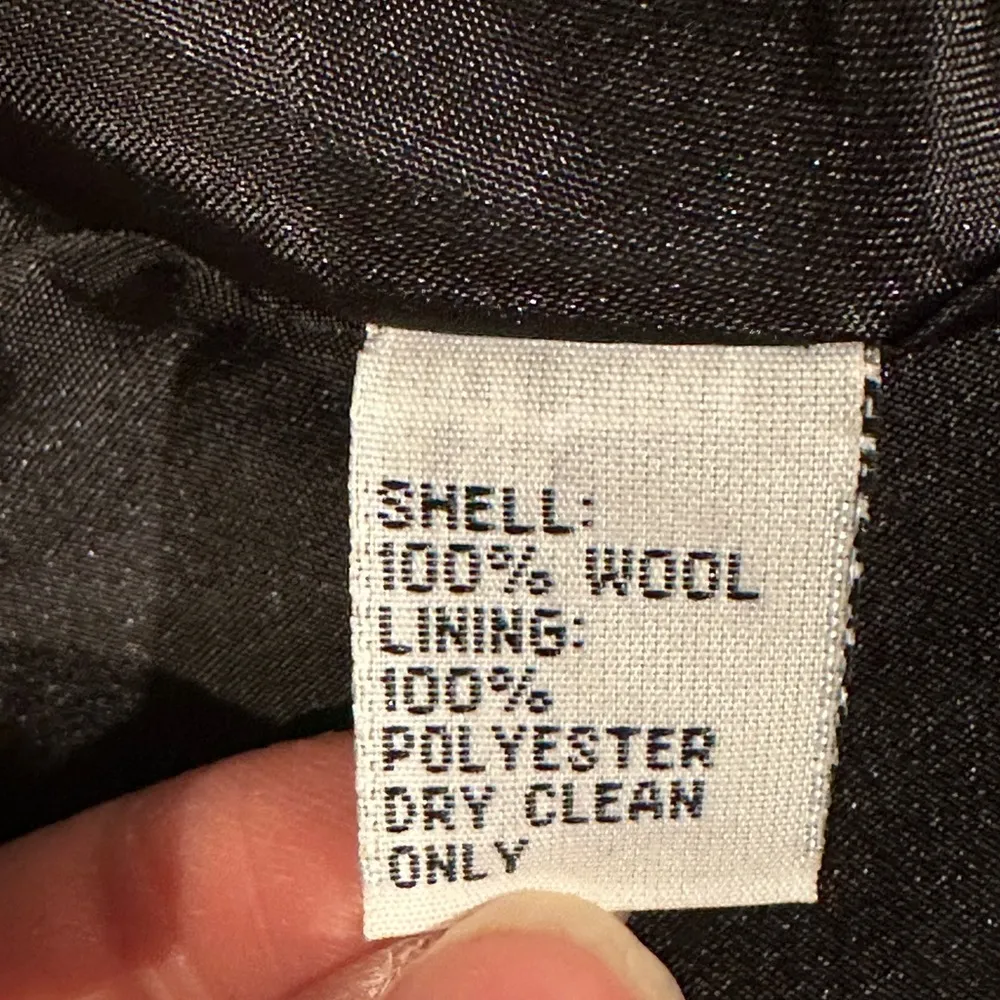 SHELL:
100% WOOL
LINING:
100%
POLYESTER
DRY CLEAN
ONLY